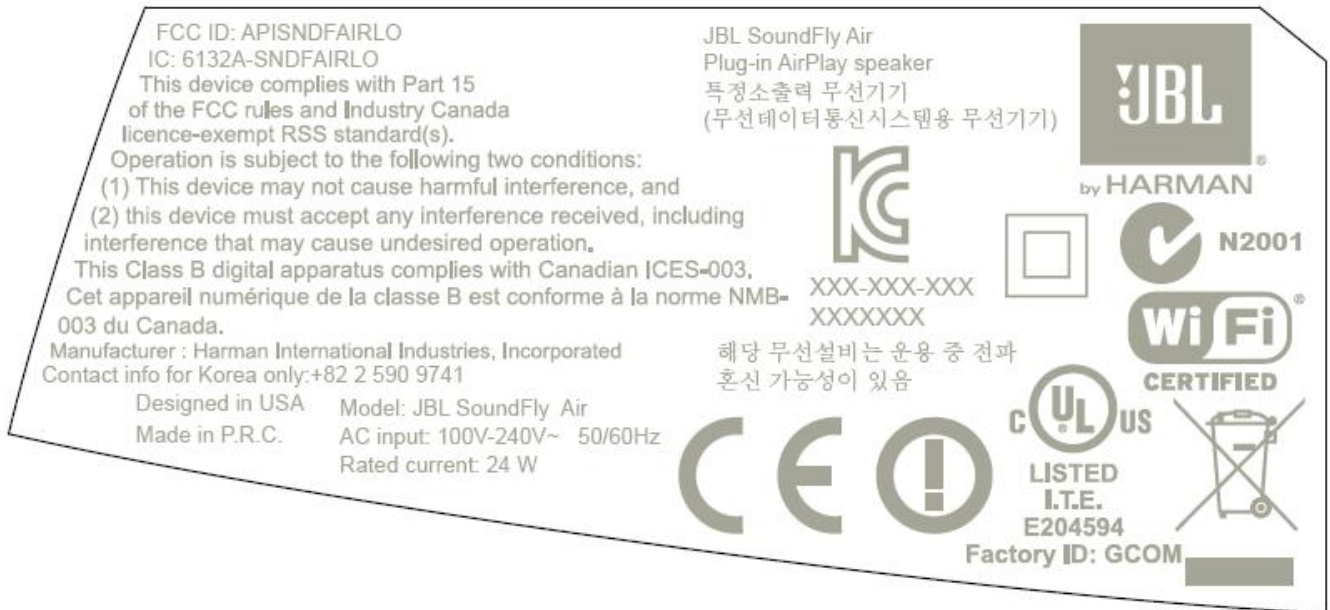 FCC ID: APISNDFAIRLO
IC: 6132A-SNDFAIRLO
This device complies with Part 15
of the FCC rules and Industry Canada
licence-exempt RSS standard(s).
Operation is subject to the following two conditions:
(1) This device may not cause harmful interference, and
(2) this device must accept any interference received, including
interference that may cause undesired operation.
This Class B digital apparatus complies with Canadian ICES-003.
Cet appareil numérique de la classe B est conforme à la norme NMB-
003 du Canada.
Manufacturer : Harman International Industries, Incorporated
Contact info for Korea only:+82 2 590 9741
Designed in USA
Made in P.R.C.
Model: JBL SoundFly Air
AC input: 100V-240V~ 50/60Hz
Rated current: 24 W
JBL SoundFly Air
Plug-in AirPlay speaker
특정소출력 무선기기
(무선데이터통신시스템용 무선기기)
KC
XXX-XXX-XXX
XXXXXXX
해당 무선설비는 운용 중 전파
혼신 가능성이 있음
CE
JBL®
by HARMAN
N2001
Wi Fi®
CERTIFIED
C UL® US
LISTED
I.T.E.
E204594
Factory ID: GCOM